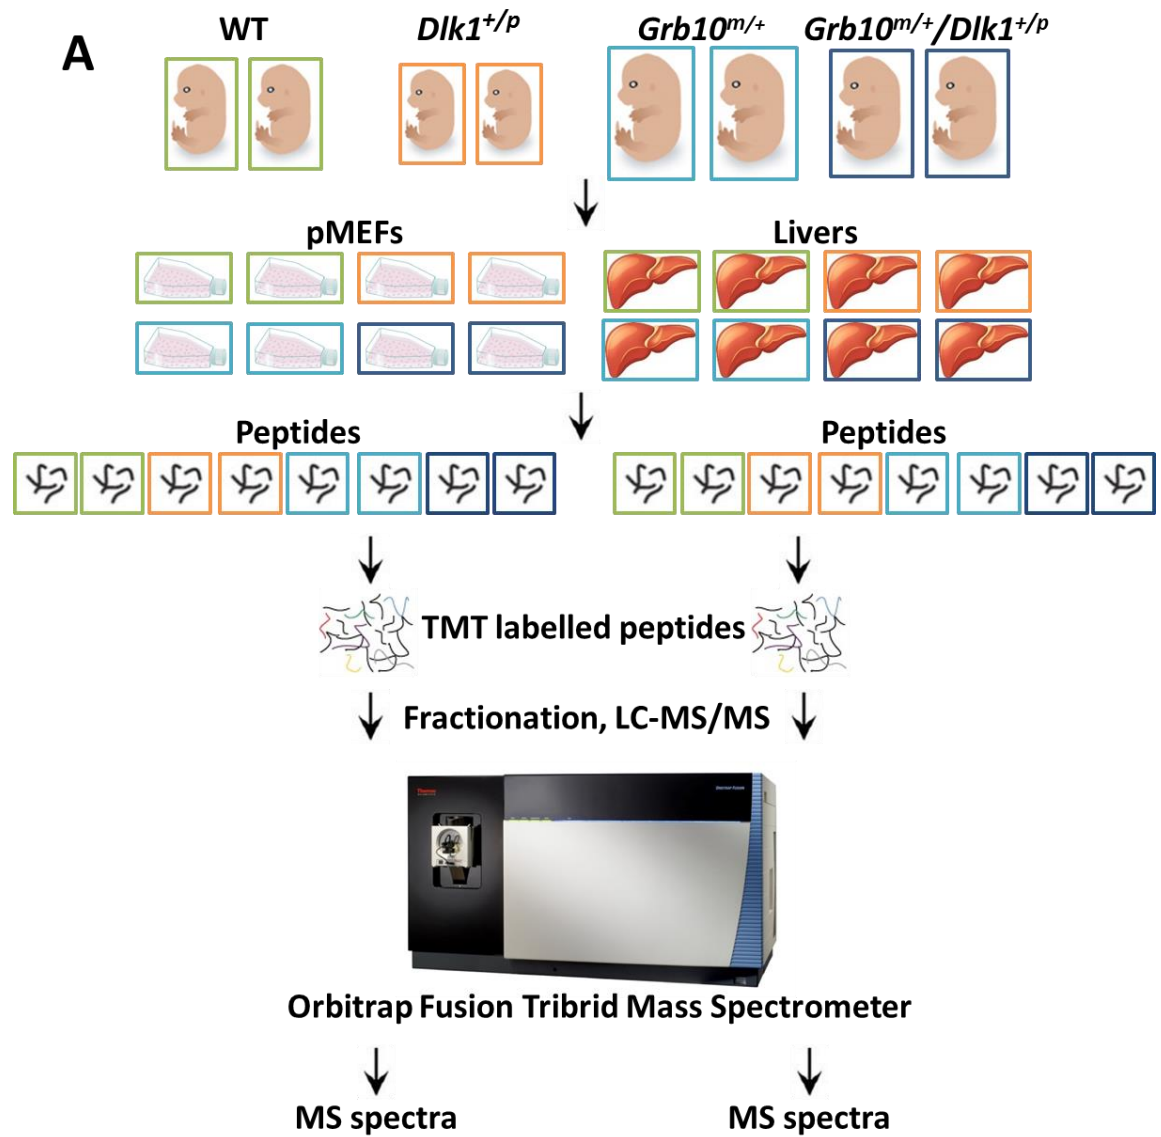 A
WT
Dlk1+/p
Grb10m/+
Grb10m/+/Dlk1+/p
pMEFs
Livers
Peptides
Peptides
TMT labelled peptides
Fractionation, LC-MS/MS
Orbitrap Fusion Tribrid Mass Spectrometer
MS spectra
MS spectra